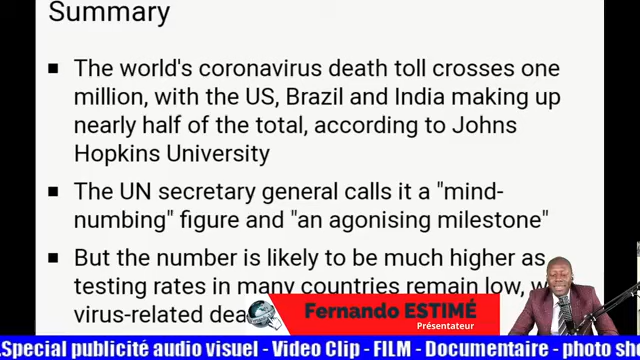 Summary
▪ The world's coronavirus death toll crosses one
million, with the US, Brazil and India making up
nearly half of the total, according to Johns
Hopkins University
▪ The UN secretary general calls it a "mind-
numbing" figure and "an agonising milestone"
▪ But the number is likely to be much higher as
testing rates in many countries remain low,
virus-related
Fernando ESTIMÉ
Présentateur
Special publicité audio visuel - Video Clip - FILM - Documentaire - photo